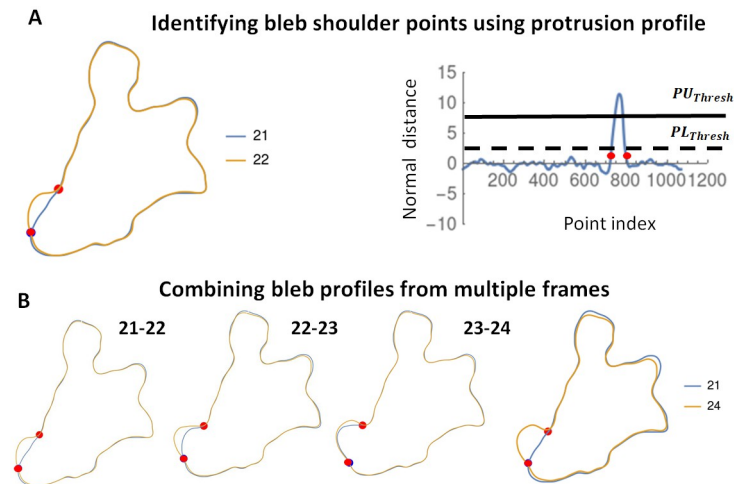 A
Identifying bleb shoulder points using protrusion profile
21
22
Normal distance
15
10
5
0
−5
−10
200 400 600 800 1000 1200
PU_Thresh
PL_Thresh
Point index
B
Combining bleb profiles from multiple frames
21-22
22-23
23-24
21
24